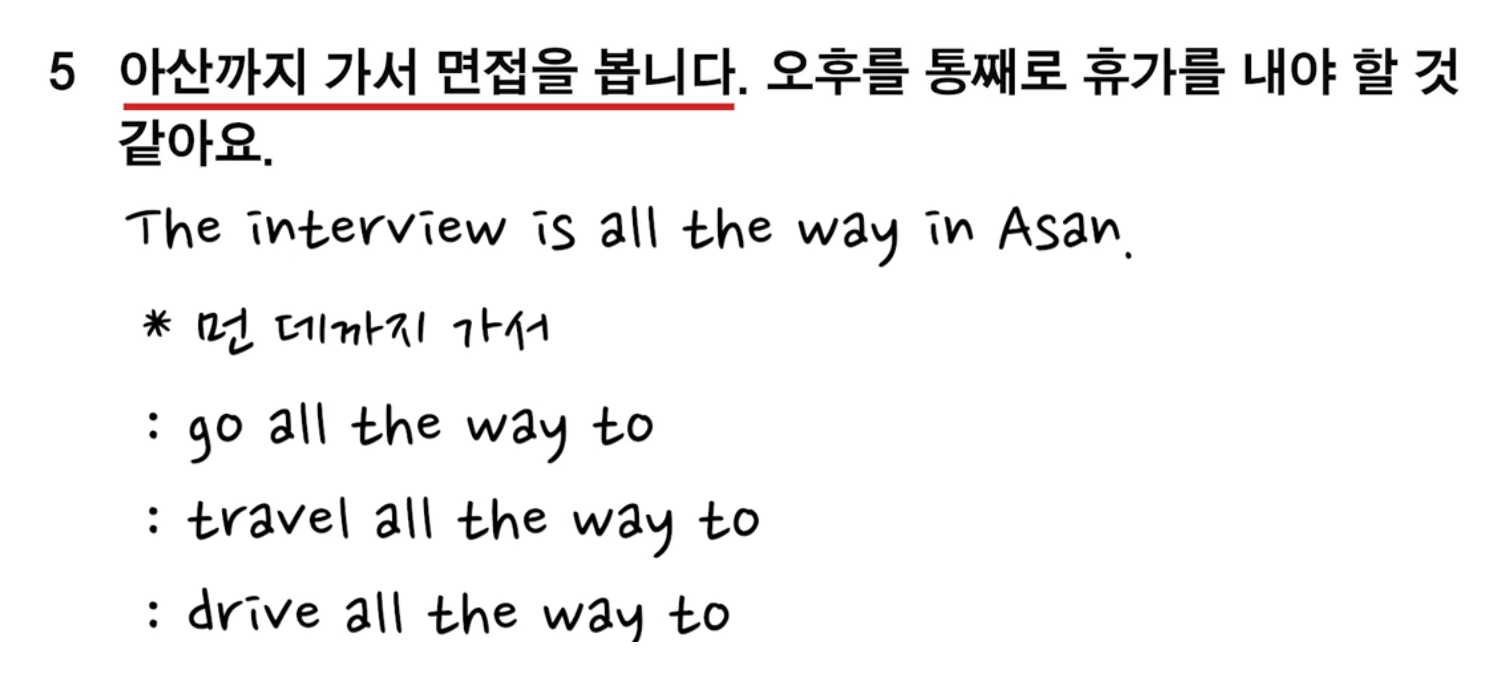 5 아산까지 가서 면접을 봅니다. 오후를 통째로 휴가를 내야 할 것
같아요.
The interview is all the way in Asan.
* 먼 데까지 가서
: go all the way to
: travel all the way to
: drive all the way to